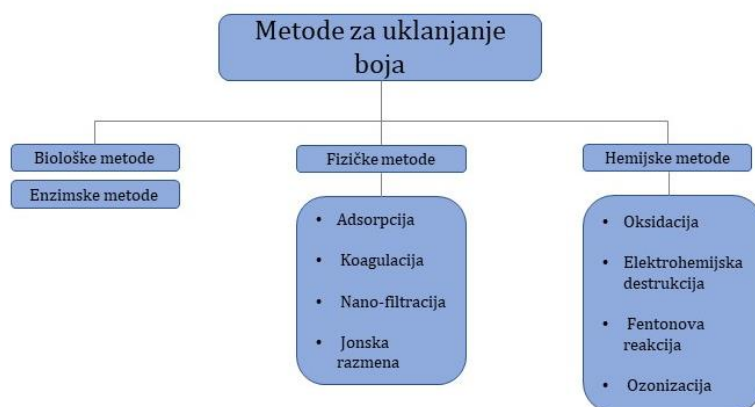 Metode za uklanjanje
boja
Biološke metode
Enzimske metode
Fizičke metode
• Adsorpcija
• Koagulacija
• Nano-filtracija
• Jonska
razmena
Hemijske metode
• Oksidacija
• Elektrohemijska
destrukcija
• Fentonova
reakcija
• Ozonizacija